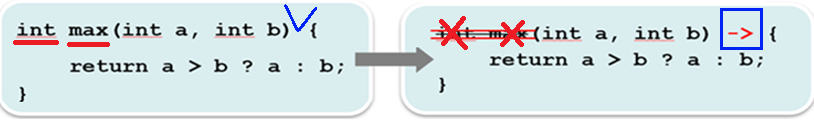 int max(int a, int b) {
return a > b ? a : b;
}
int max(int a, int b) -> {
return a > b ? a : b;
}